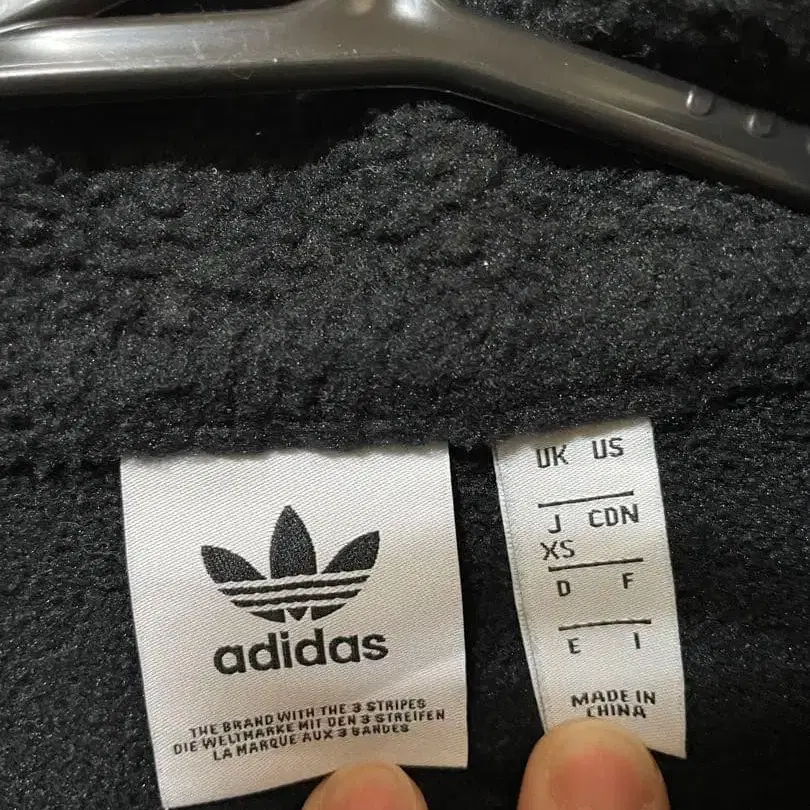 adidas
THE BRAND WITH THE 3 STRIPES
DIE WELTMARKE MIT DEN 3 STREIFEN
LA MARQUE AUX 3 BANDES
UK US
J CDN
XS
D F
E I
MADE IN
CHINA